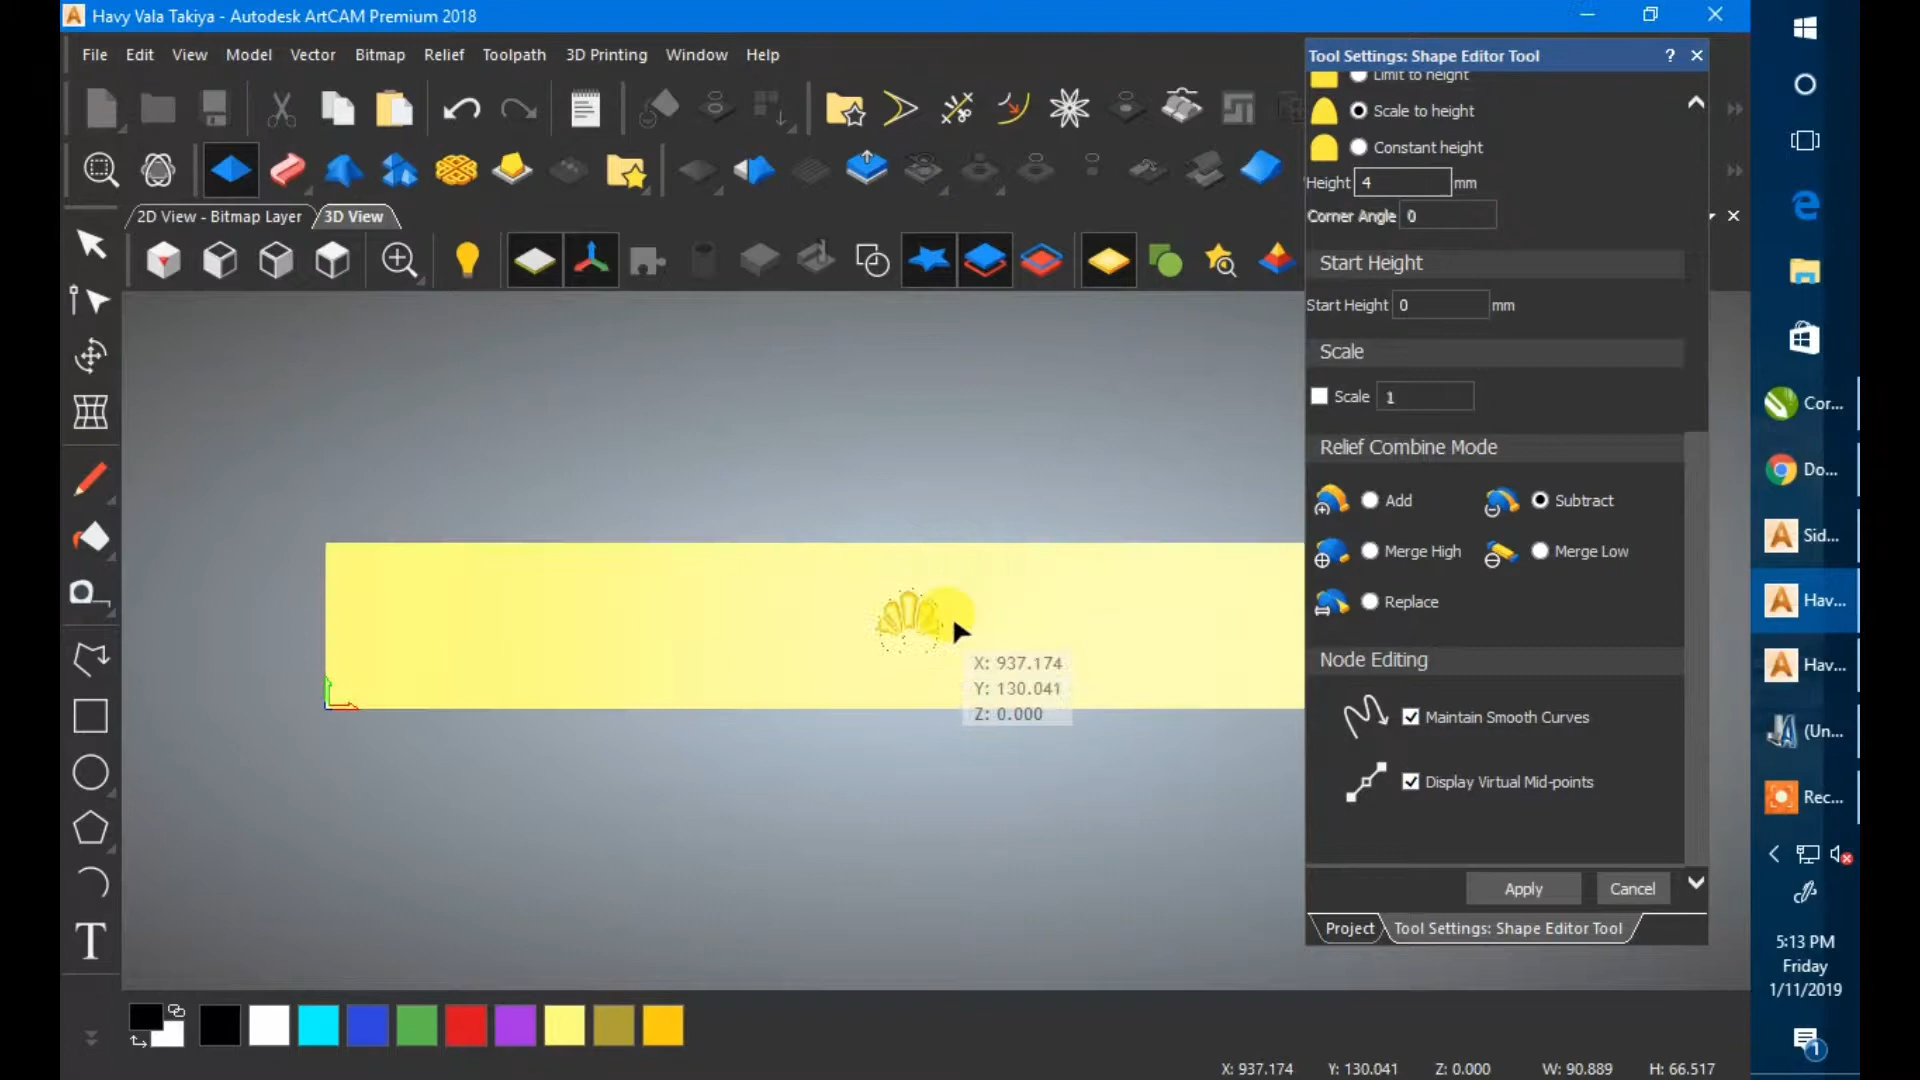 Havy Vala Takiya - Autodesk ArtCAM Premium 2018
File Edit View Model Vector Bitmap Relief Toolpath 3D Printing Window Help
Tool Settings: Shape Editor Tool ?
Limit to height
Scale to height
Constant height
Height 4 mm
Corner Angle 0
Start Height
Start Height 0 mm
Scale
Scale 1
Relief Combine Mode
Add Subtract
Merge High Merge Low
Replace
Node Editing
Maintain Smooth Curves
Display Virtual Mid-points
Apply Cancel
Project Tool Settings: Shape Editor Tool
2D View - Bitmap Layer 3D View
X: 937.174
Y: 130.041
Z: 0.000
T
X: 937.174 Y: 130.041 Z: 0.000 W: 90.889 H: 66.517
Cor...
Do...
Sid...
Hav...
Hav...
(Un...
Rec...
5:13 PM
Friday
1/11/2019
1